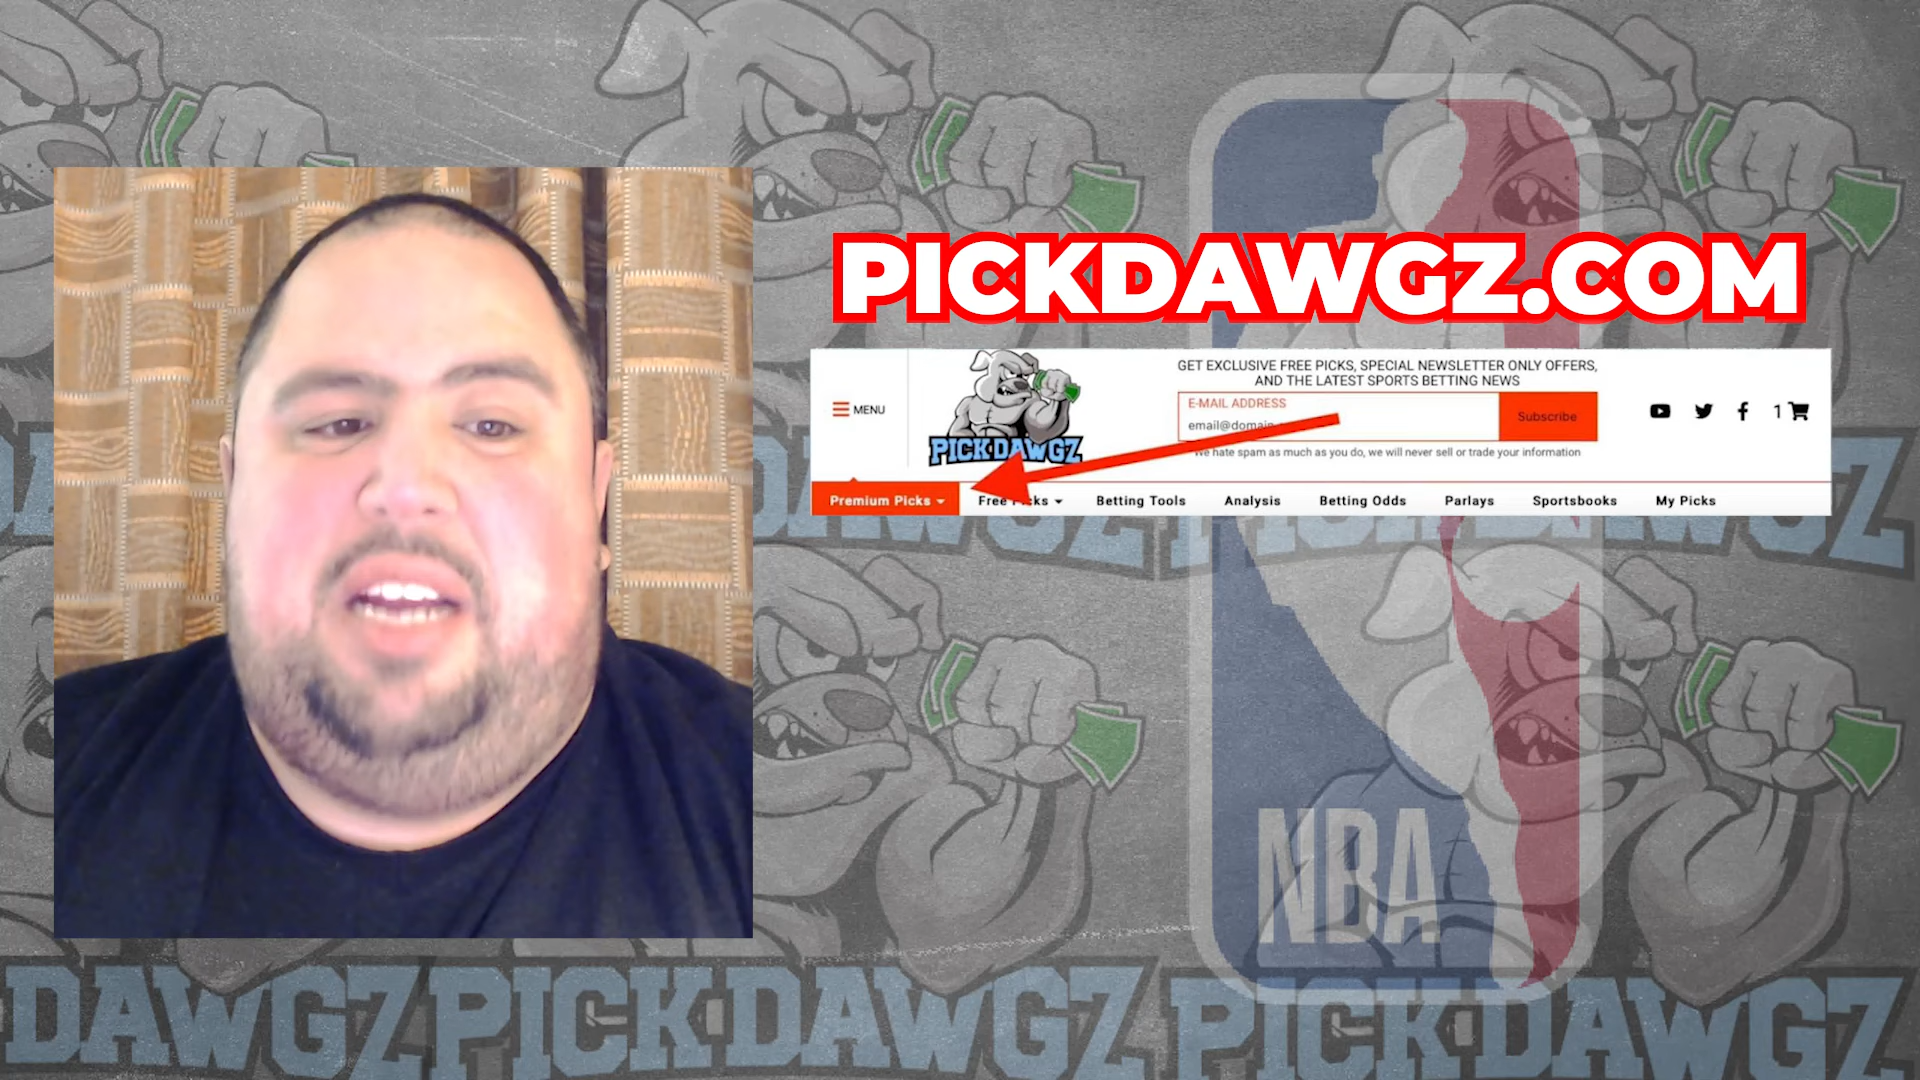 PICKDAWGZ.COM
MENU
PICKDAWGZ
GET EXCLUSIVE FREE PICKS, SPECIAL NEWSLETTER ONLY OFFERS,
AND THE LATEST SPORTS BETTING NEWS
E-MAIL ADDRESS
email@domain
Subscribe
We hate spam as much as you do, we will never sell or trade your information
1
Premium Picks Free Picks Betting Tools Analysis Betting Odds Parlays Sportsbooks My Picks
NBA
DAWGZ PICKDAWGZ PICKDAWGZ